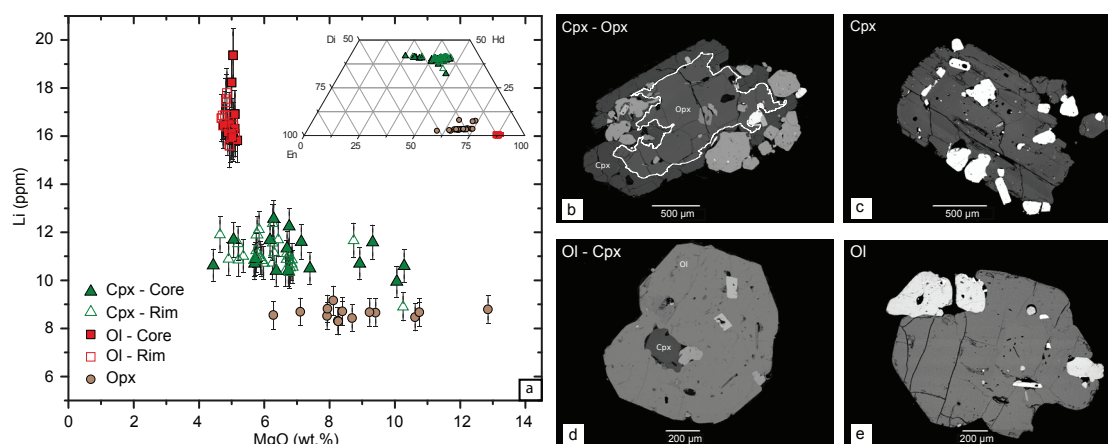 20
18
16
14
12
10
8
6
5
Li (ppm)
0
2
4
6
8
10
12
14
MgO (wt.%)
Cpx - Core
Cpx - Rim
Ol - Core
Ol - Rim
Opx
a
Di 50
50 Hd
75
25
100
En
0
25
50
75
100
Cpx - Opx
Opx
Cpx
500 µm
b
Cpx
500 µm
c
Ol - Cpx
Ol
Cpx
200 µm
d
Ol
200 µm
e